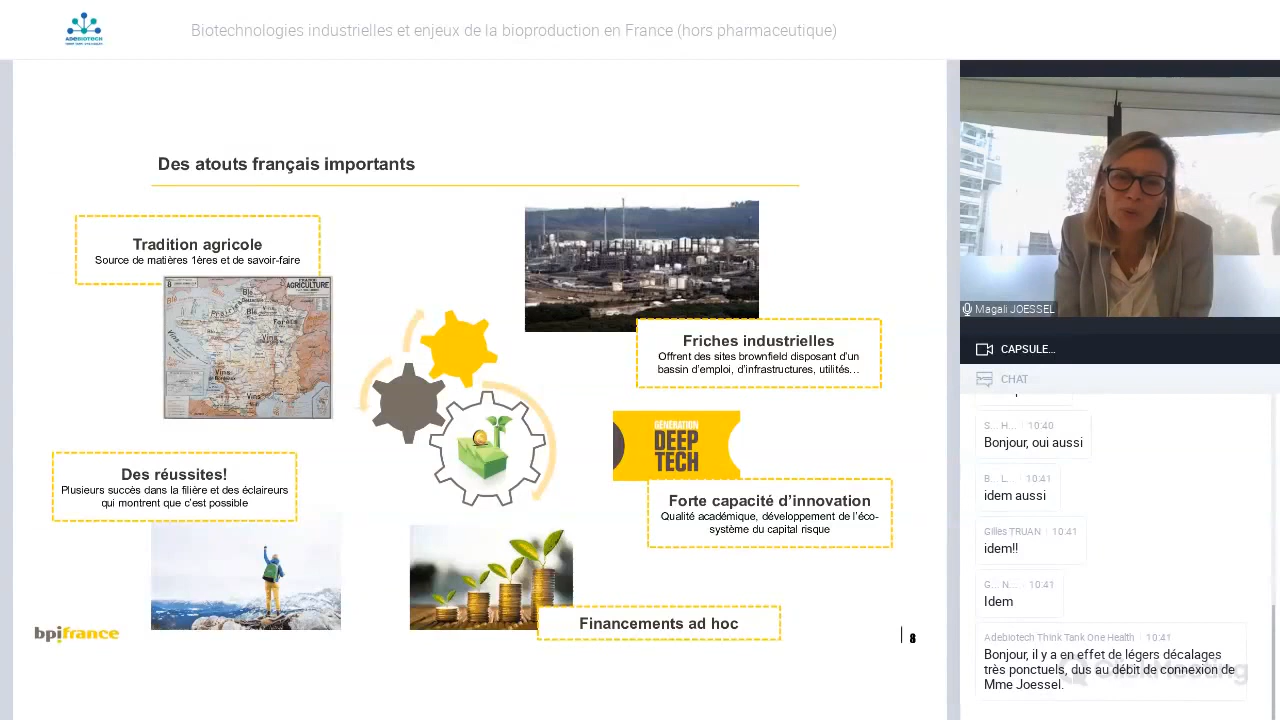 ADEBIOTECH
Biotechnologies industrielles et enjeux de la bioproduction en France (hors pharmaceutique)
Des atouts français importants
Tradition agricole
Source de matières 1ères et de savoir-faire
AGRICULTURE
Blé
Vins
Friches industrielles
Offrent des sites brownfield disposant d'un
bassin d'emploi, d'infrastructures, utilités…
GÉNÉRATION
DEEP
TECH
Des réussites!
Plusieurs succès dans la filière et des éclaireurs
qui montrent que c'est possible
Forte capacité d'innovation
Qualité académique, développement de l'éco-
système du capital risque
Financements ad hoc
bpifrance
8
Magali JOESSEL
CAPSULE...
CHAT
S... H... 10:40
Bonjour, oui aussi
B... L... 10:41
idem aussi
Gilles TRUAN 10:41
idem!!
G... N... 10:41
Idem
Adebiotech Think Tank One Health 10:41
Bonjour, il y a en effet de légers décalages
très ponctuels, dus au débit de connexion de
Mme Joessel.